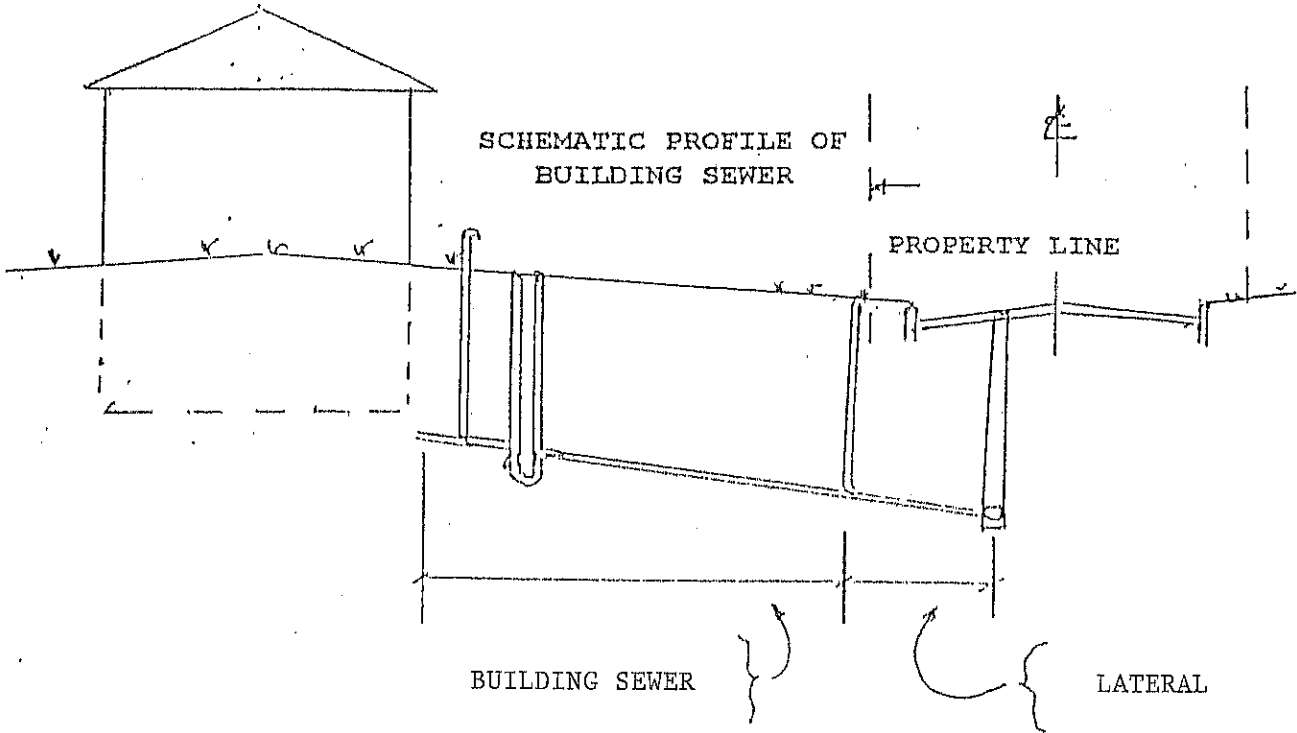 SCHEMATIC PROFILE OF
BUILDING SEWER
PROPERTY LINE
BUILDING SEWER
LATERAL